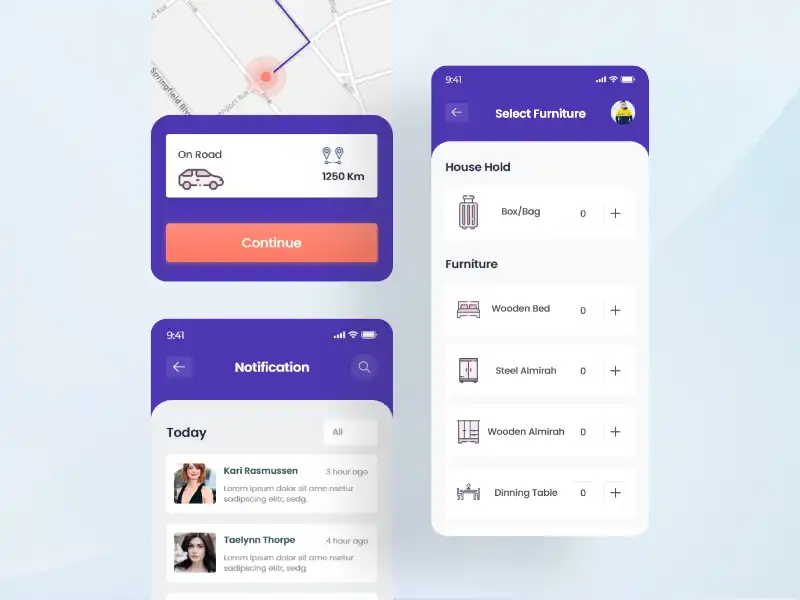 Springfield Blvd
On Road
1250 Km
Continue
9:41
Notification
Today
All
Kari Rasmussen
3 hour ago
Lorem ipsum dolor sit ame nsetur
sadipscing elitr, sedg.
Taelynn Thorpe
4 hour ago
Lorem ipsum dolor sit ame nsetur
sadipscing elitr, sedg.
9:41
Select Furniture
House Hold
Box/Bag 0 +
Furniture
Wooden Bed 0 +
Steel Almirah 0 +
Wooden Almirah 0 +
Dinning Table 0 +